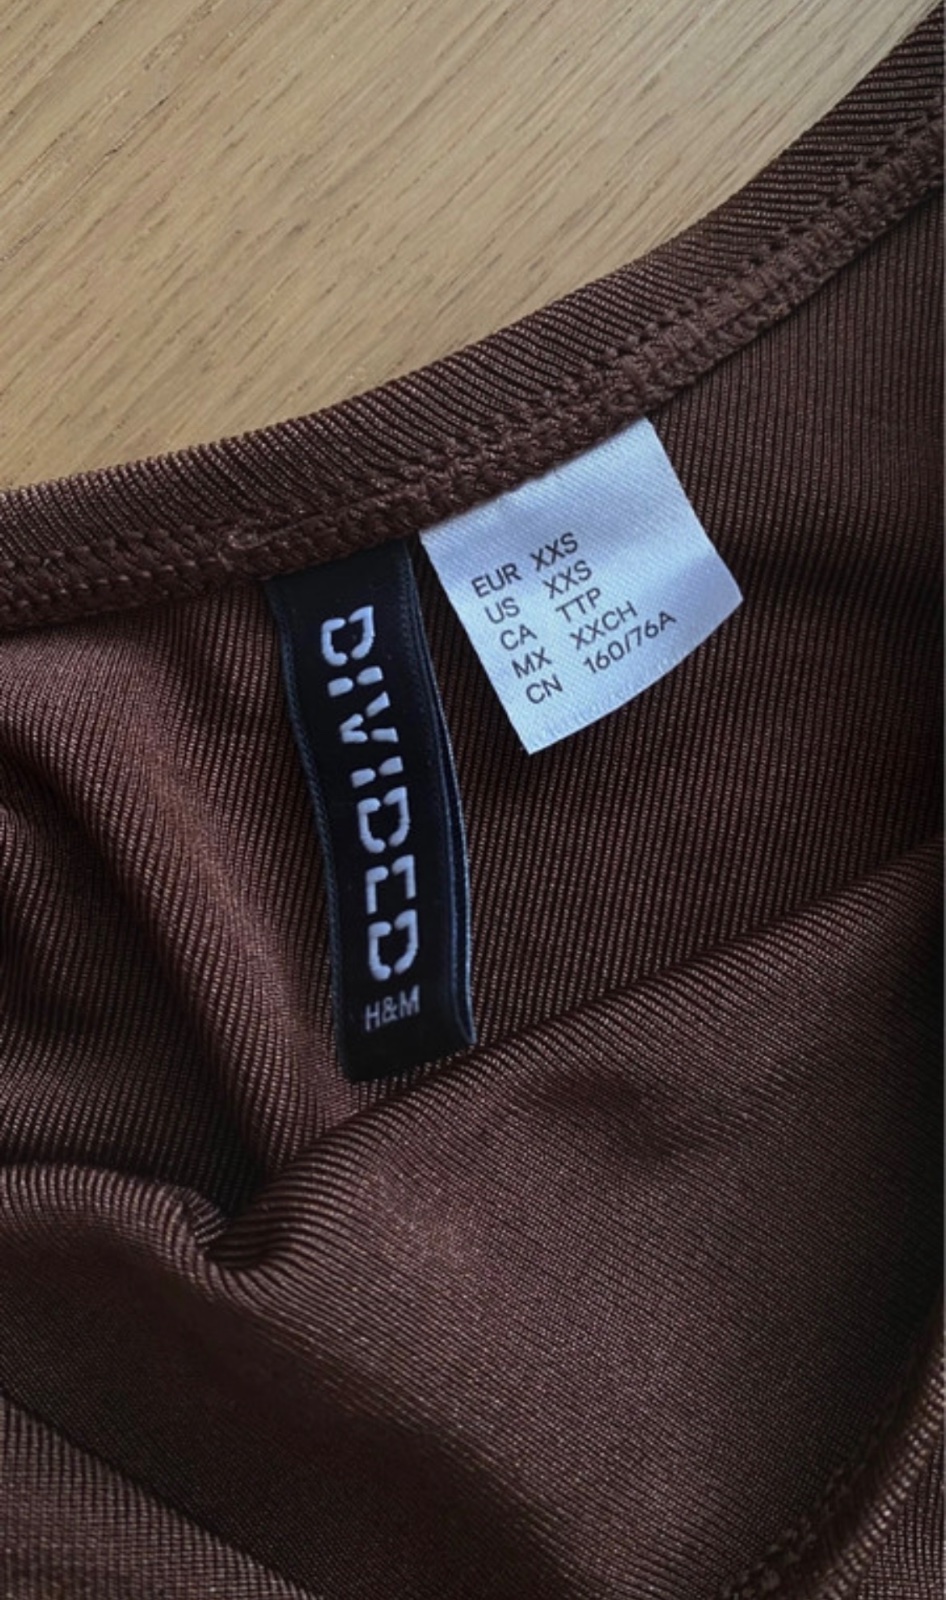 DIVIDED
H&M
EUR XXS
US XXS
CA TTP
MX XXCH
CN 160/76A